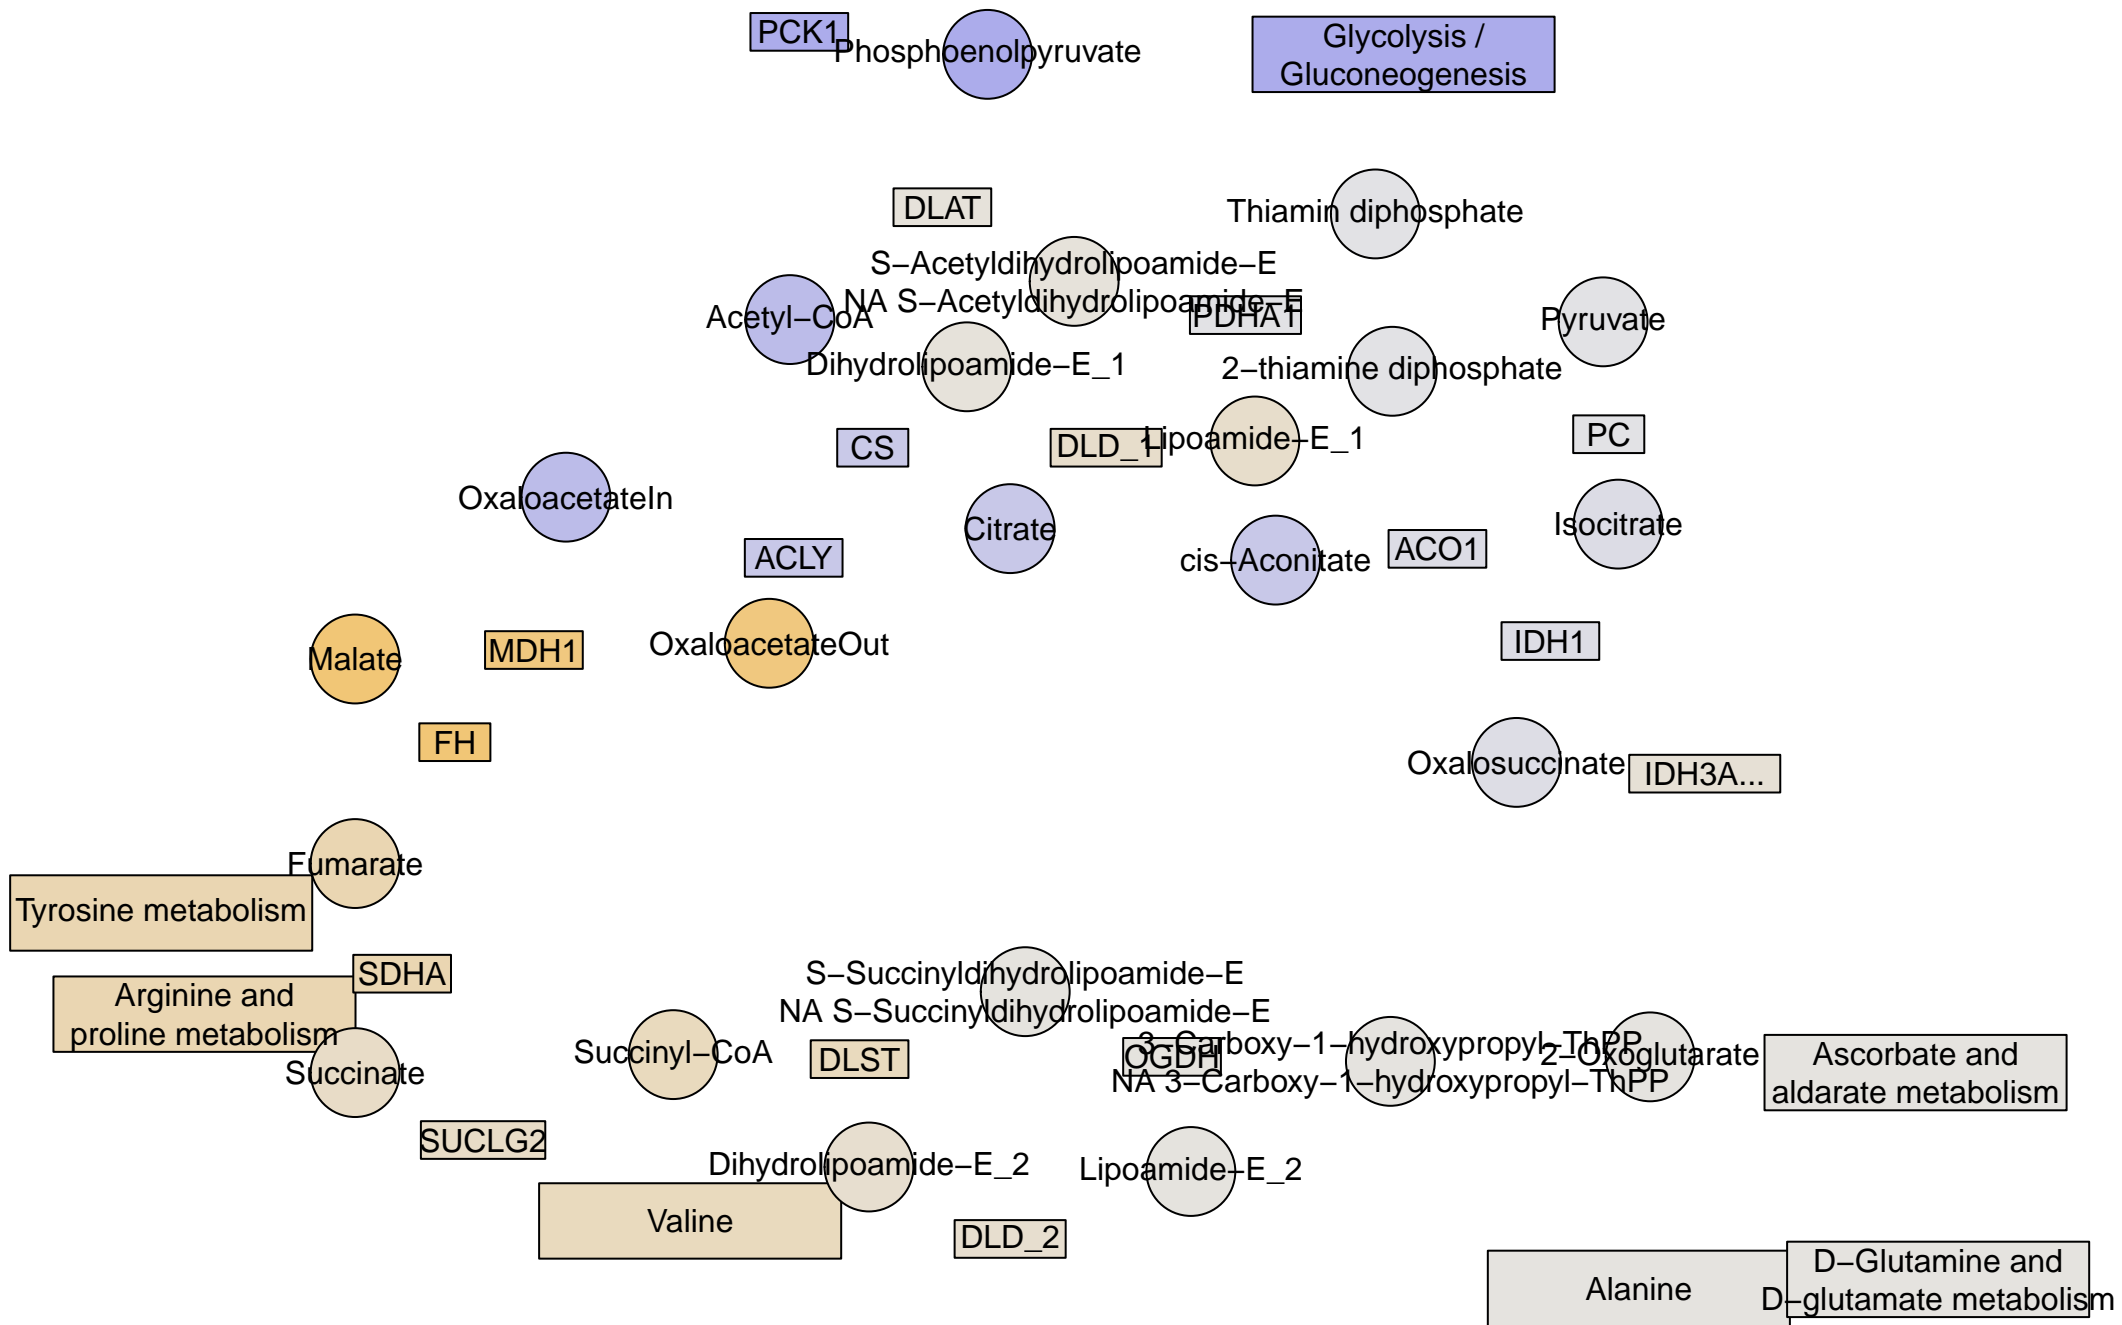 PCK1
Phosphoenolpyruvate
Glycolysis /
Gluconeogenesis
DLAT
Thiamin diphosphate
S−Acetyldihydrolipoamide−E
NA S−Acetyldihydrolipoamide−E
Acetyl−CoA
PDHA1
Pyruvate
Dihydrolipoamide−E_1
2−thiamine diphosphate
CS
DLD_1
Lipoamide−E_1
PC
OxaloacetateIn
Citrate
Isocitrate
ACLY
cis−Aconitate
ACO1
Malate
MDH1
OxaloacetateOut
IDH1
FH
Oxalosuccinate
IDH3A...
Fumarate
Tyrosine metabolism
SDHA
Arginine and
proline metabolism
Succinate
S−Succinyldihydrolipoamide−E
NA S−Succinyldihydrolipoamide−E
Succinyl−CoA
DLST
OGDH
3−Carboxy−1−hydroxypropyl−ThPP
NA 3−Carboxy−1−hydroxypropyl−ThPP
2−Oxoglutarate
Ascorbate and
aldarate metabolism
SUCLG2
Dihydrolipoamide−E_2
Lipoamide−E_2
Valine
DLD_2
Alanine
D−Glutamine and
D−glutamate metabolism